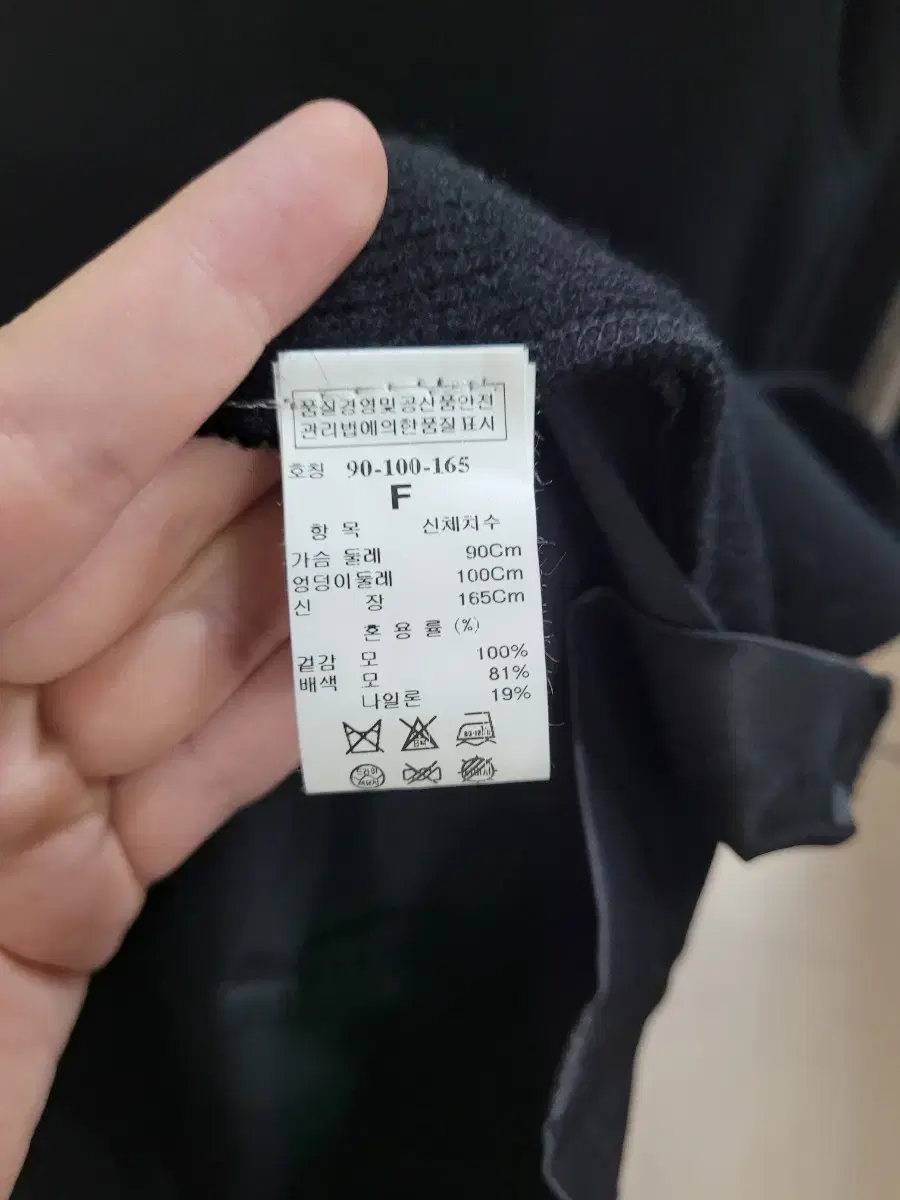 품질경영및공산품안전
관리법에의한품질표시
호칭 90-100-165
F
항 목 신체치수
가슴 둘레 90Cm
엉덩이둘레 100Cm
신 장 165Cm
혼 용 률 (%)
겉감 모 100%
배색 모 81%
나일론 19%
드라이